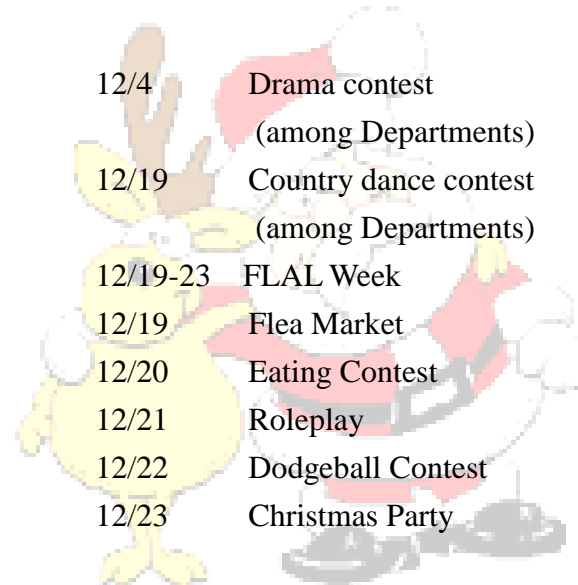 12/4 Drama contest
(among Departments)
12/19 Country dance contest
(among Departments)
12/19-23 FLAL Week
12/19 Flea Market
12/20 Eating Contest
12/21 Roleplay
12/22 Dodgeball Contest
12/23 Christmas Party